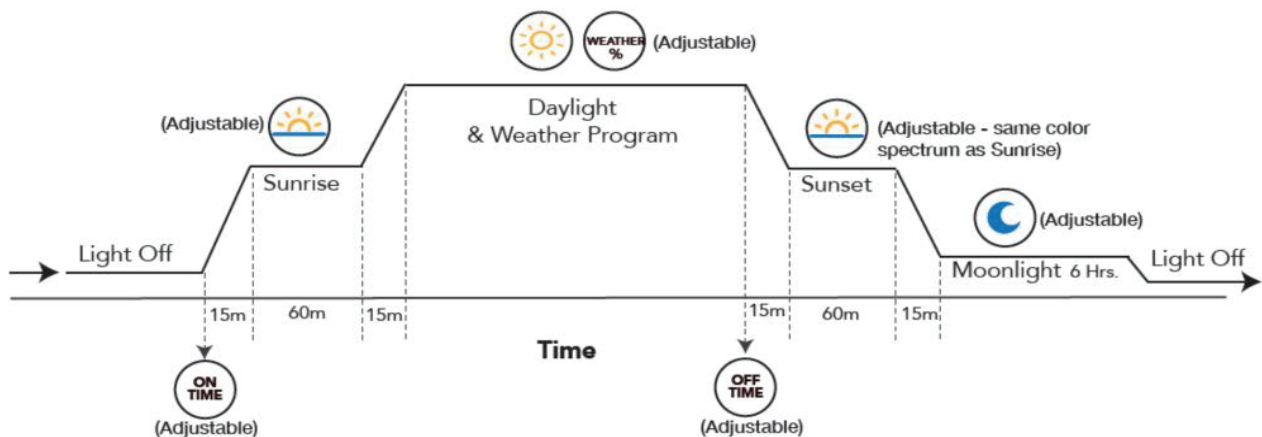 WEATHER
%
(Adjustable)
(Adjustable)
Daylight
& Weather Program
(Adjustable - same color
spectrum as Sunrise)
Sunrise
Sunset
(Adjustable)
Light Off
Moonlight 6 Hrs.
Light Off
15m
60m
15m
15m
60m
15m
Time
ON
TIME
(Adjustable)
OFF
TIME
(Adjustable)